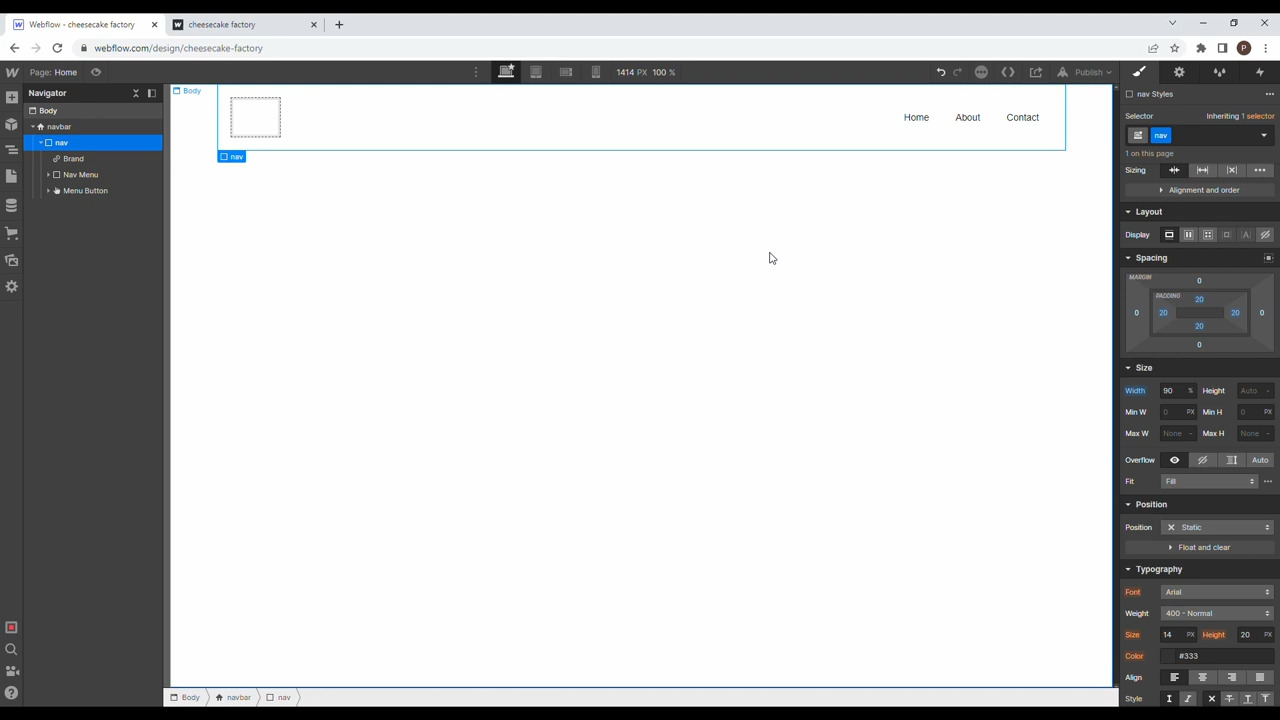 Webflow - cheesecake factory
cheesecake factory
webflow.com/design/cheesecake-factory
P
Page: Home
1414 PX 100 %
Publish
Navigator
Body
navbar
nav
Brand
Nav Menu
Menu Button
Body
Home About Contact
nav
Body navbar nav
nav Styles
Selector Inheriting 1 selector
nav
1 on this page
Sizing
Alignment and order
Layout
Display
Spacing
MARGIN
0
PADDING
20
0 20 20 0
20
0
Size
Width 90 % Height Auto -
Min W 0 PX Min H 0 PX
Max W None - Max H None -
Overflow Auto
Fit Fill
Position
Position Static
Float and clear
Typography
Font Arial
Weight 400 - Normal
Size 14 PX Height 20 PX
Color #333
Align
Style